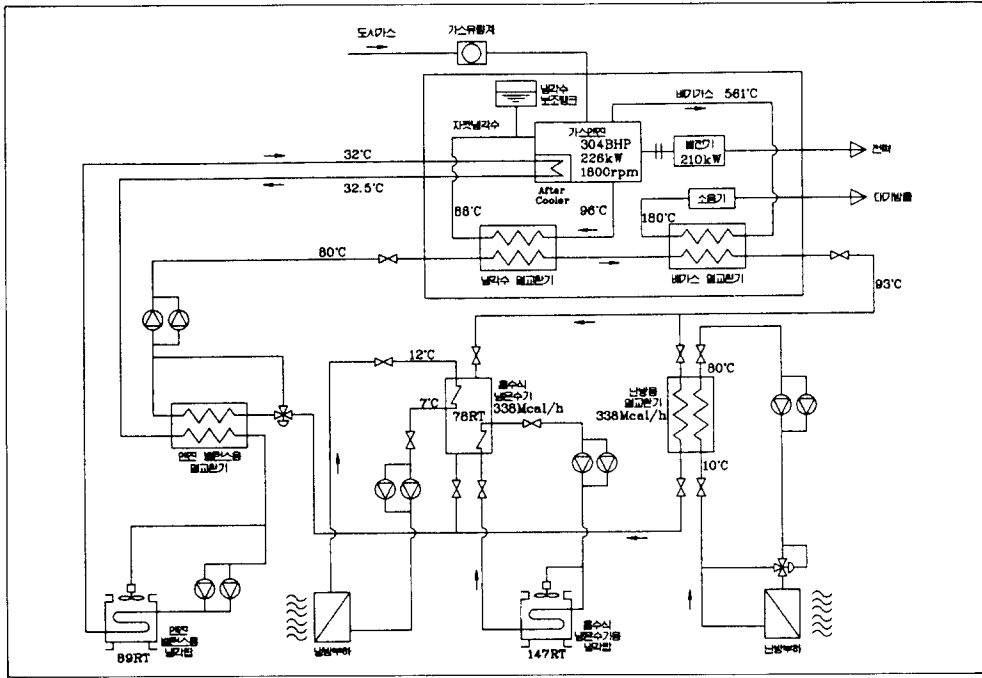 도시가스
가스유량계
냉각수
보조탱크
자켓냉각수
배기가스 561℃
가스엔진
304BHP
226kW
1800rpm
발전기
210kW
전력
소음기
대기방출
32℃
32.5℃
After
Cooler
88℃
96℃
180℃
80℃
냉각수 열교환기
배가스 열교환기
93℃
12℃
7℃
흡수식
냉온수기
338Mcal/h
78RT
난방용
열교환기
338Mcal/h
80℃
10℃
엔진 밸런스용
열교환기
엔진
밸런스용
냉각탑
89RT
냉방부하
흡수식
냉온수기용
냉각탑
147RT
난방부하